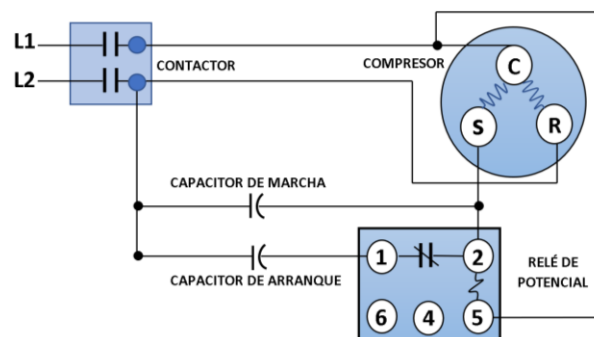 L1
L2
CONTACTOR
COMPRESOR
C
S
R
CAPACITOR DE MARCHA
CAPACITOR DE ARRANQUE
1
2
RELÉ DE
POTENCIAL
6
4
5